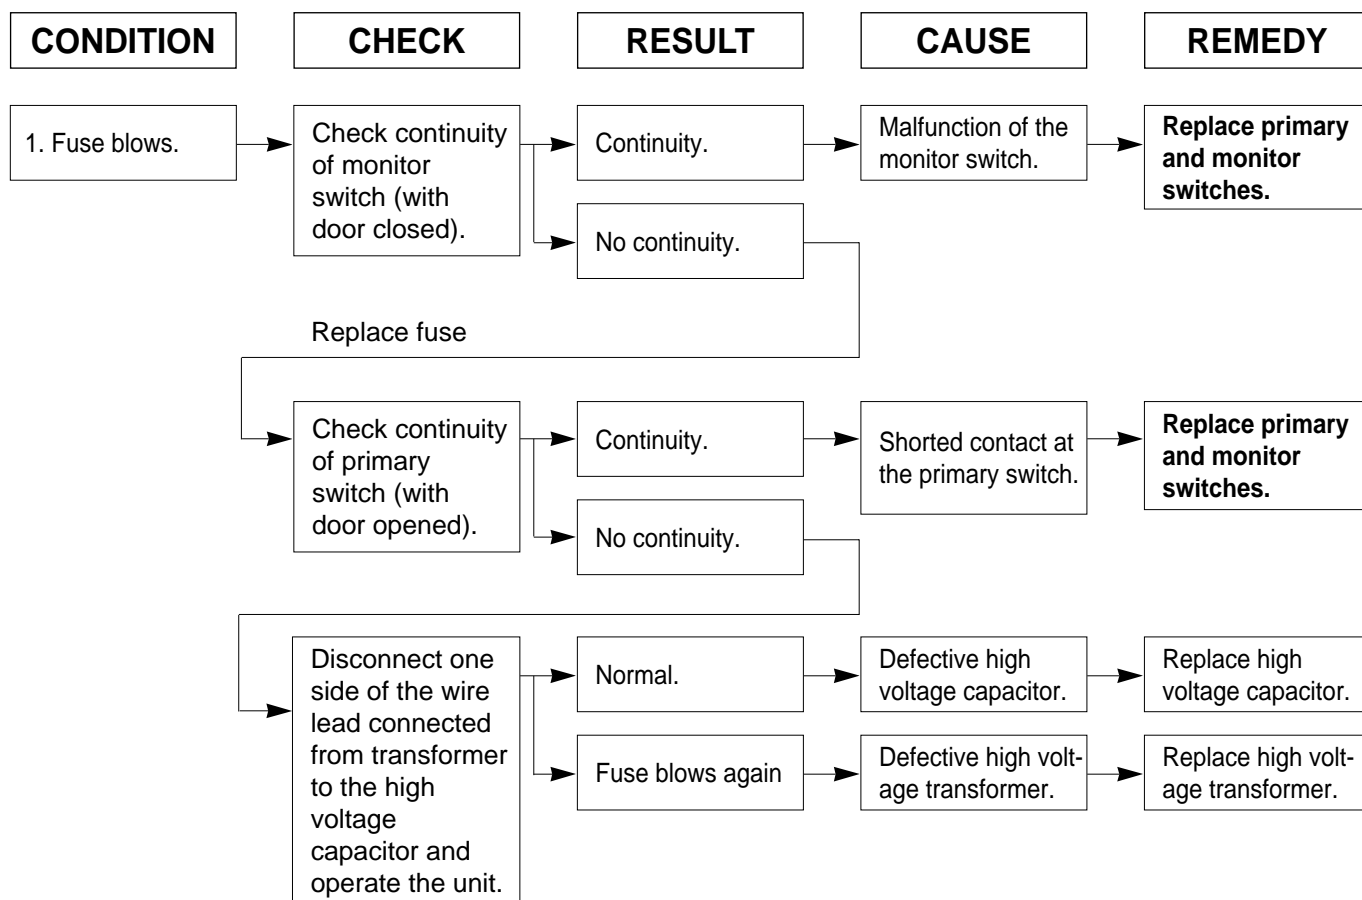 CONDITION CHECK RESULT CAUSE REMEDY
1. Fuse blows.
Check continuity
of monitor
switch (with
door closed).
Continuity.
Malfunction of the
monitor switch.
Replace primary
and monitor
switches.
No continuity.
Replace fuse
Check continuity
of primary
switch (with
door opened).
Continuity.
Shorted contact at
the primary switch.
Replace primary
and monitor
switches.
No continuity.
Disconnect one
side of the wire
lead connected
from transformer
to the high
voltage
capacitor and
operate the unit.
Normal.
Defective high
voltage capacitor.
Replace high
voltage capacitor.
Fuse blows again
Defective high volt-
age transformer.
Replace high volt-
age transformer.